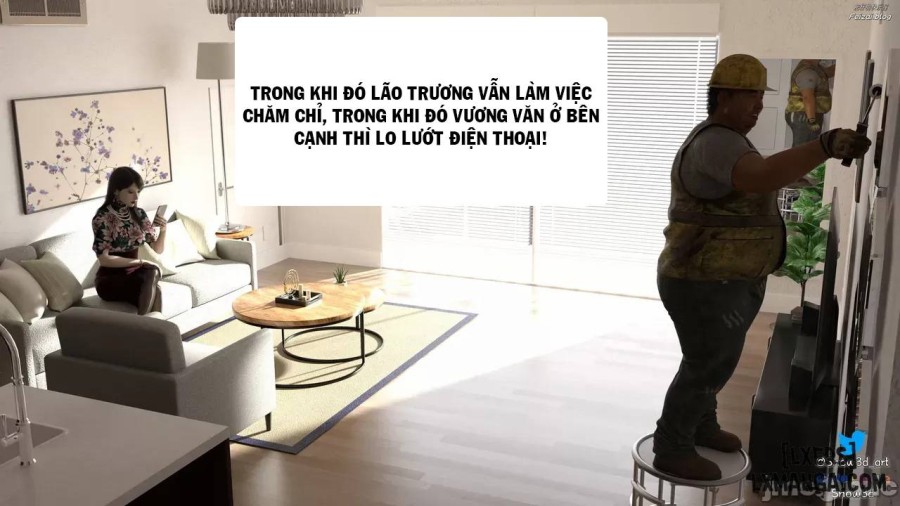 Feizaiblog
TRONG KHI ĐÓ LÃO TRƯƠNG VẪN LÀM VIỆC
CHĂM CHỈ, TRONG KHI ĐÓ VƯƠNG VĂN Ở BÊN
CẠNH THÌ LO LƯỚT ĐIỆN THOẠI!